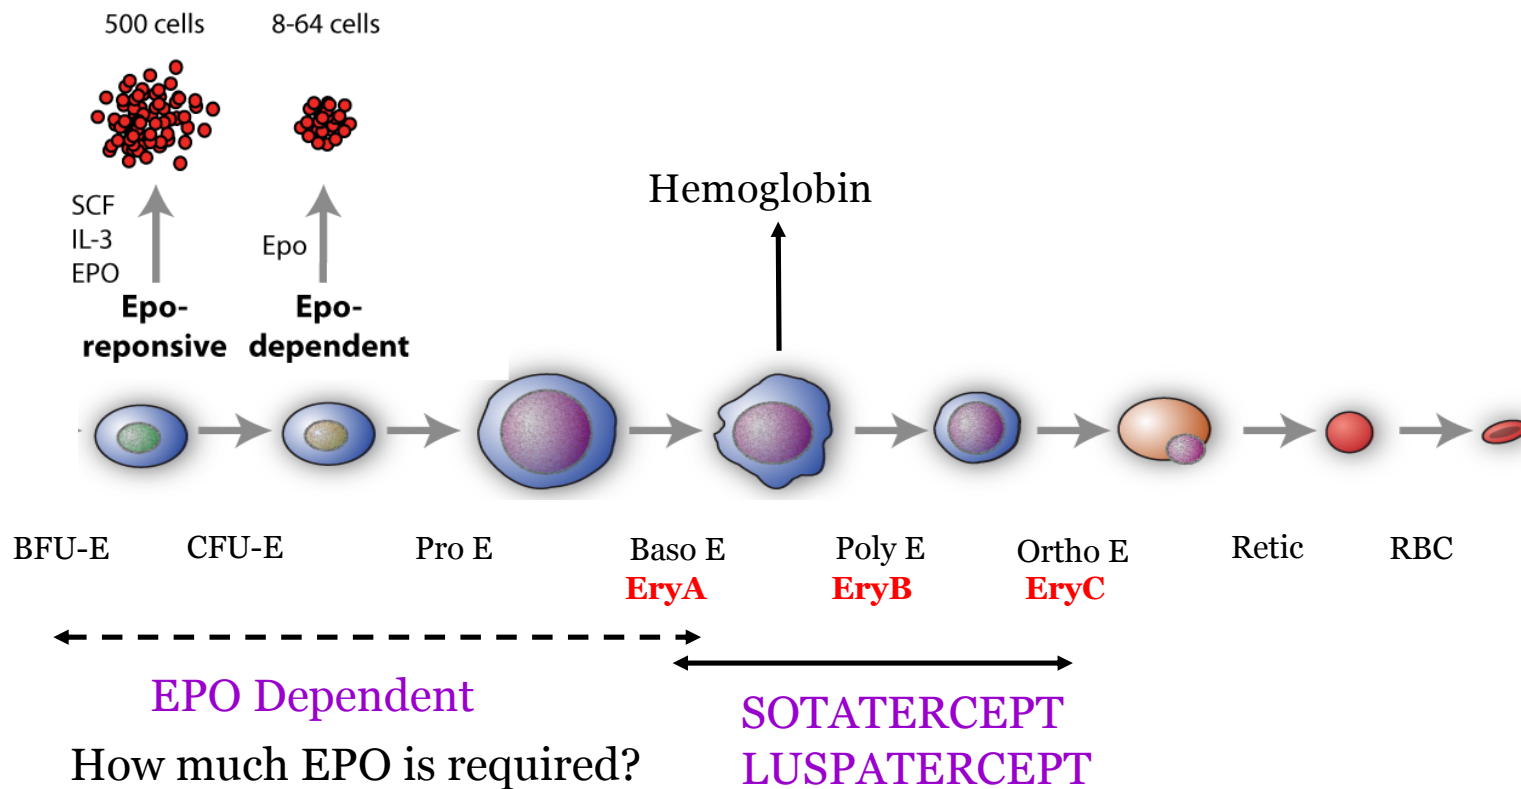 500 cells
8-64 cells
SCF
IL-3
EPO
Epo
Epo-
reponsive
Epo-
dependent
Hemoglobin
BFU-E
CFU-E
Pro E
Baso E
EryA
Poly E
EryB
Ortho E
EryC
Retic
RBC
EPO Dependent
How much EPO is required?
SOTATERCEPT
LUSPATERCEPT